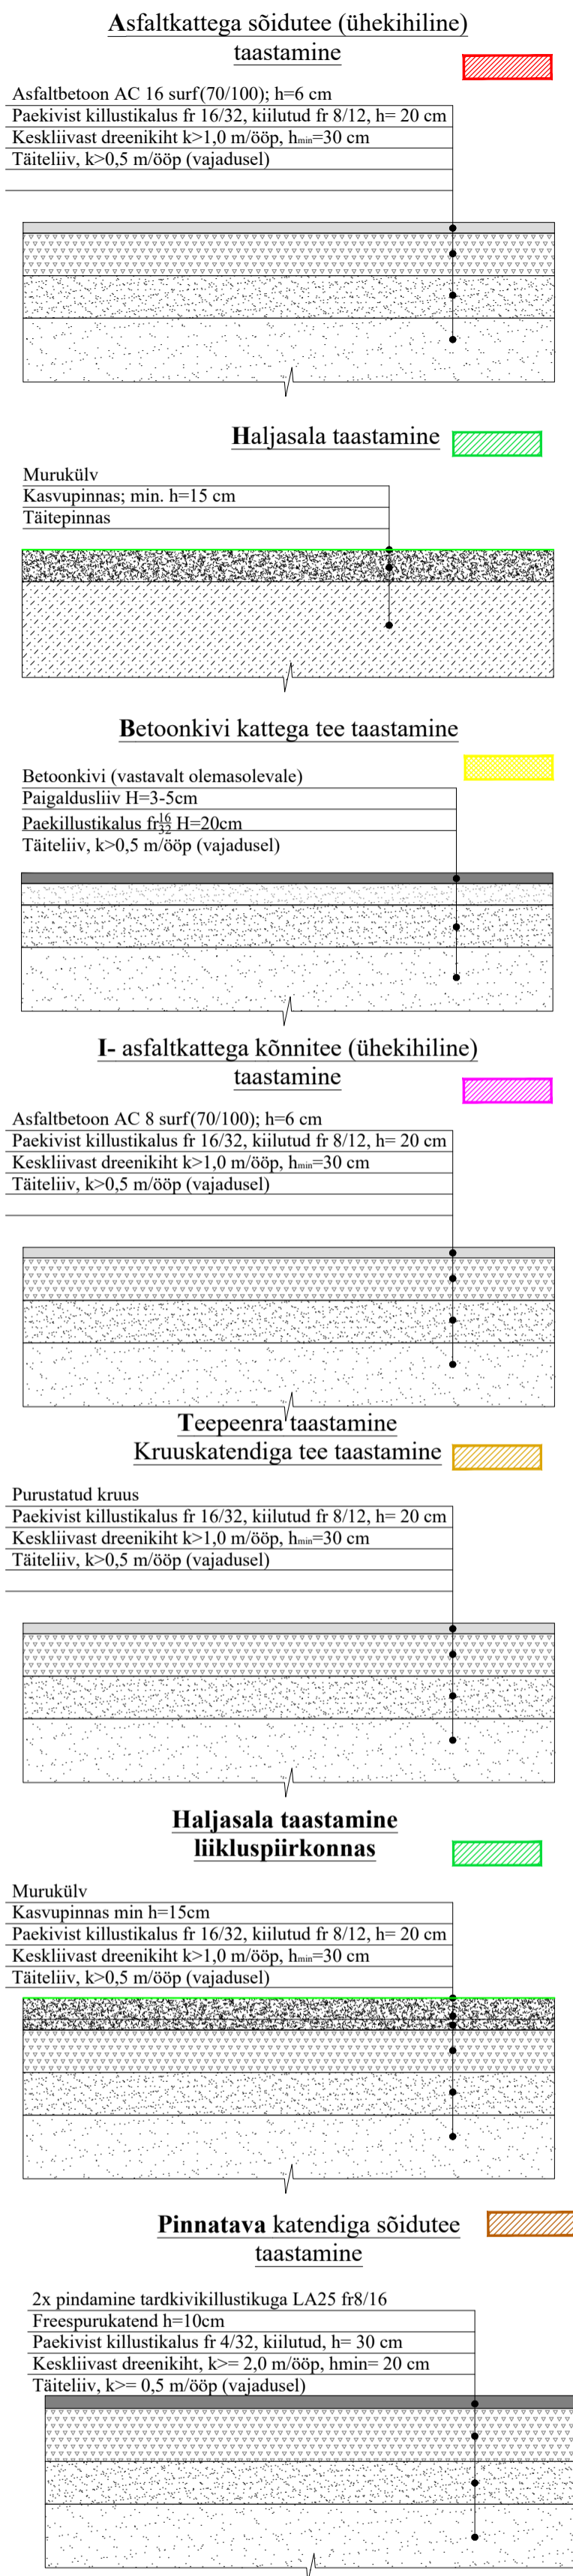 Asfaltkattega sõidutee (ühekihiline)
taastamine
Asfaltbetoon AC 16 surf(70/100); h=6 cm
Paekivist killustikalus fr 16/32, kiilutud fr 8/12, h= 20 cm
Keskliivast dreenikiht k>1,0 m/ööp, hmin=30 cm
Täiteliiv, k>0,5 m/ööp (vajadusel)
Haljasala taastamine
Murukülv
Kasvupinnas; min. h=15 cm
Täitepinnas
Betoonkivi kattega tee taastamine
Betoonkivi (vastavalt olemasolevale)
Paigaldusliiv H=3-5cm
Paekillustikalus fr 16/32 H=20cm
Täiteliiv, k>0,5 m/ööp (vajadusel)
I- asfaltkattega kõnnitee (ühekihiline)
taastamine
Asfaltbetoon AC 8 surf(70/100); h=6 cm
Paekivist killustikalus fr 16/32, kiilutud fr 8/12, h= 20 cm
Keskliivast dreenikiht k>1,0 m/ööp, hmin=30 cm
Täiteliiv, k>0,5 m/ööp (vajadusel)
Teepeenra taastamine
Kruuskatendiga tee taastamine
Purustatud kruus
Paekivist killustikalus fr 16/32, kiilutud fr 8/12, h= 20 cm
Keskliivast dreenikiht k>1,0 m/ööp, hmin=30 cm
Täiteliiv, k>0,5 m/ööp (vajadusel)
Haljasala taastamine
liikluspiirkonnas
Murukülv
Kasvupinnas min h=15cm
Paekivist killustikalus fr 16/32, kiilutud fr 8/12, h= 20 cm
Keskliivast dreenikiht k>1,0 m/ööp, hmin=30 cm
Täiteliiv, k>0,5 m/ööp (vajadusel)
Pinnatava katendiga sõidutee
taastamine
2x pindamine tardkivikillustikuga LA25 fr8/16
Freespurukatend h=10cm
Paekivist killustikalus fr 4/32, kiilutud, h= 30 cm
Keskliivast dreenikiht, k>= 2,0 m/ööp, hmin= 20 cm
Täiteliiv, k>= 0,5 m/ööp (vajadusel)